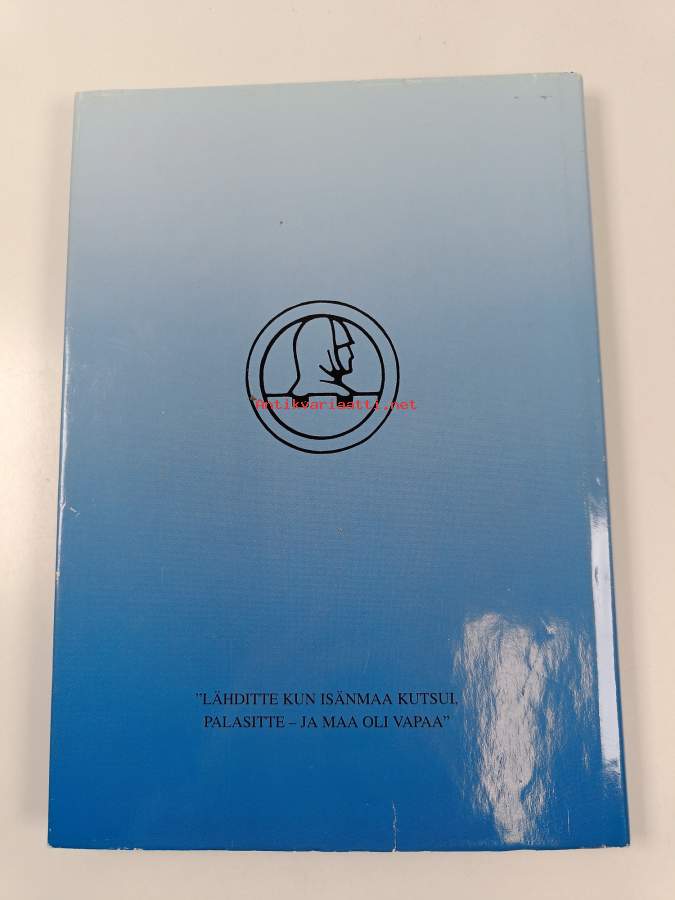 Antikvariaatti.net
”LÄHDITTE KUN ISÄNMAA KUTSUI,
PALASITTE – JA MAA OLI VAPAA”